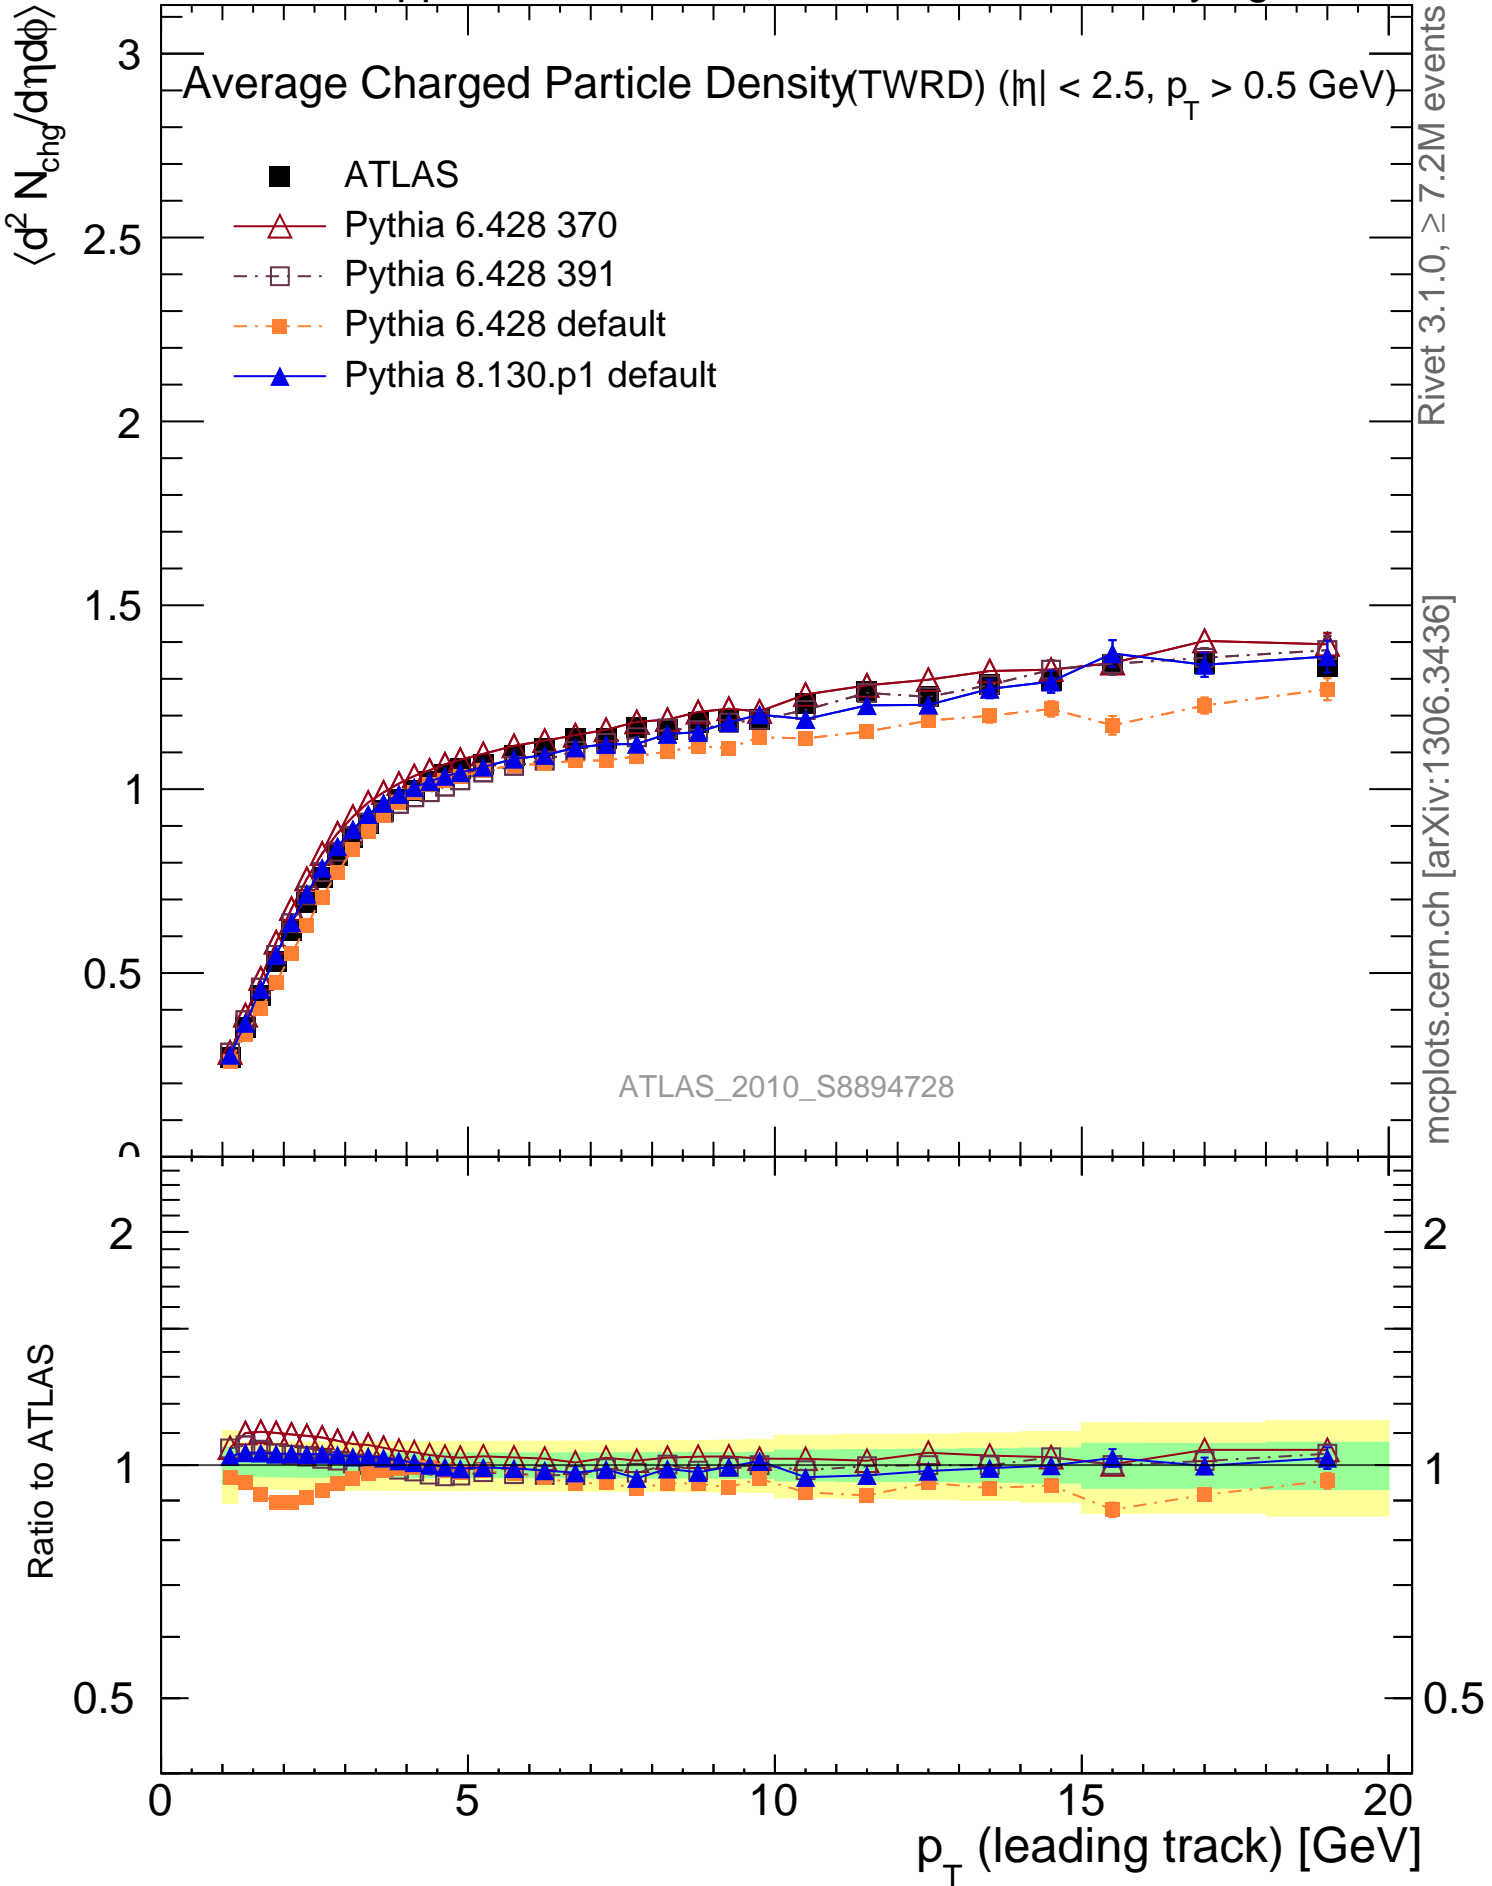 ⟨d² N_chg/dηdϕ⟩
Average Charged Particle Density (TWRD) (|η| < 2.5, p_T > 0.5 GeV)
ATLAS
Pythia 6.428 370
Pythia 6.428 391
Pythia 6.428 default
Pythia 8.130.p1 default
3
2.5
2
1.5
1
0.5
0
ATLAS_2010_S8894728
Rivet 3.1.0, ≥ 7.2M events
mcplots.cern.ch [arXiv:1306.3436]
Ratio to ATLAS
2
1
0.5
2
1
0.5
0 5 10 15 20
p_T (leading track) [GeV]